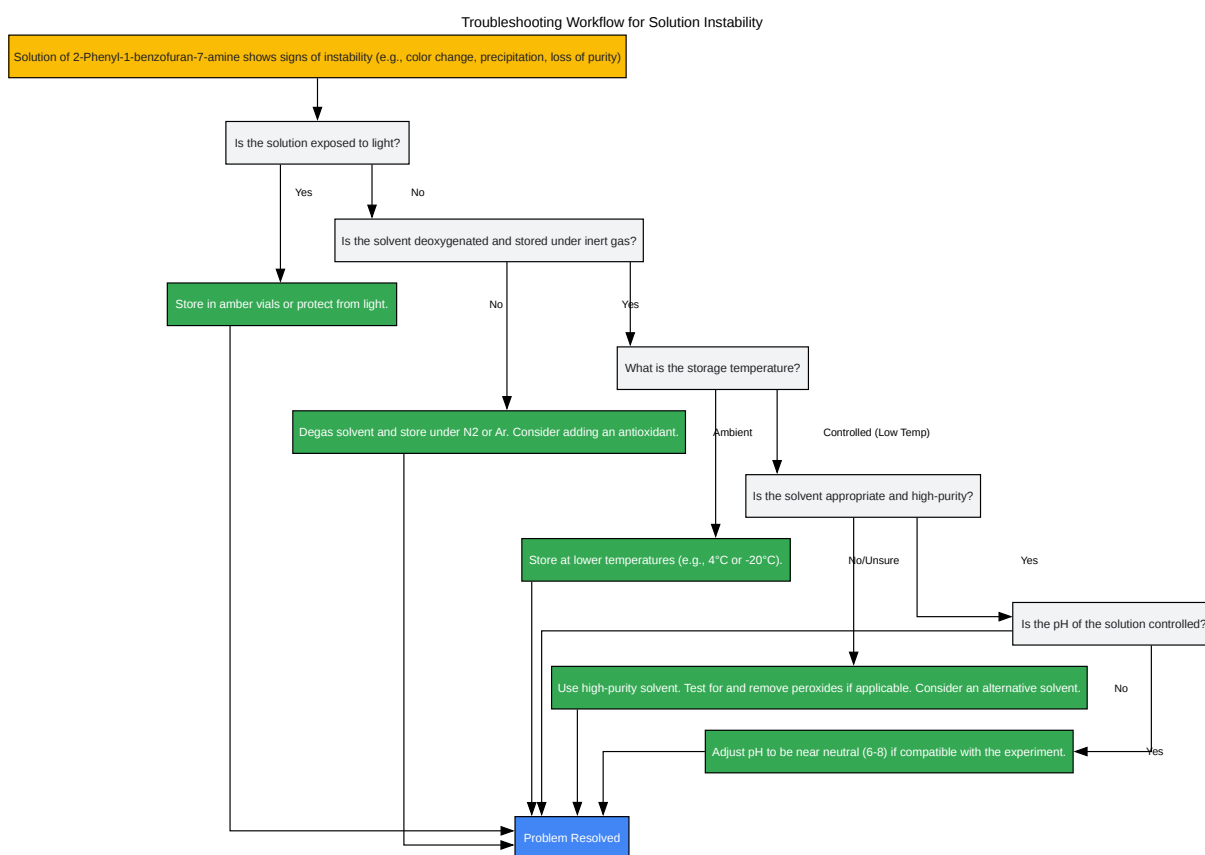 Troubleshooting Workflow for Solution Instability
Solution of 2-Phenyl-1-benzofuran-7-amine shows signs of instability (e.g., color change, precipitation, loss of purity)
Is the solution exposed to light?
Yes
No
Is the solvent deoxygenated and stored under inert gas?
Store in amber vials or protect from light.
No
Yes
What is the storage temperature?
Degas solvent and store under N2 or Ar. Consider adding an antioxidant.
Ambient
Controlled (Low Temp)
Is the solvent appropriate and high-purity?
Store at lower temperatures (e.g., 4°C or -20°C).
No/Unsure
Yes
Is the pH of the solution controlled?
Use high-purity solvent. Test for and remove peroxides if applicable. Consider an alternative solvent.
No
Adjust pH to be near neutral (6-8) if compatible with the experiment.
Yes
Problem Resolved